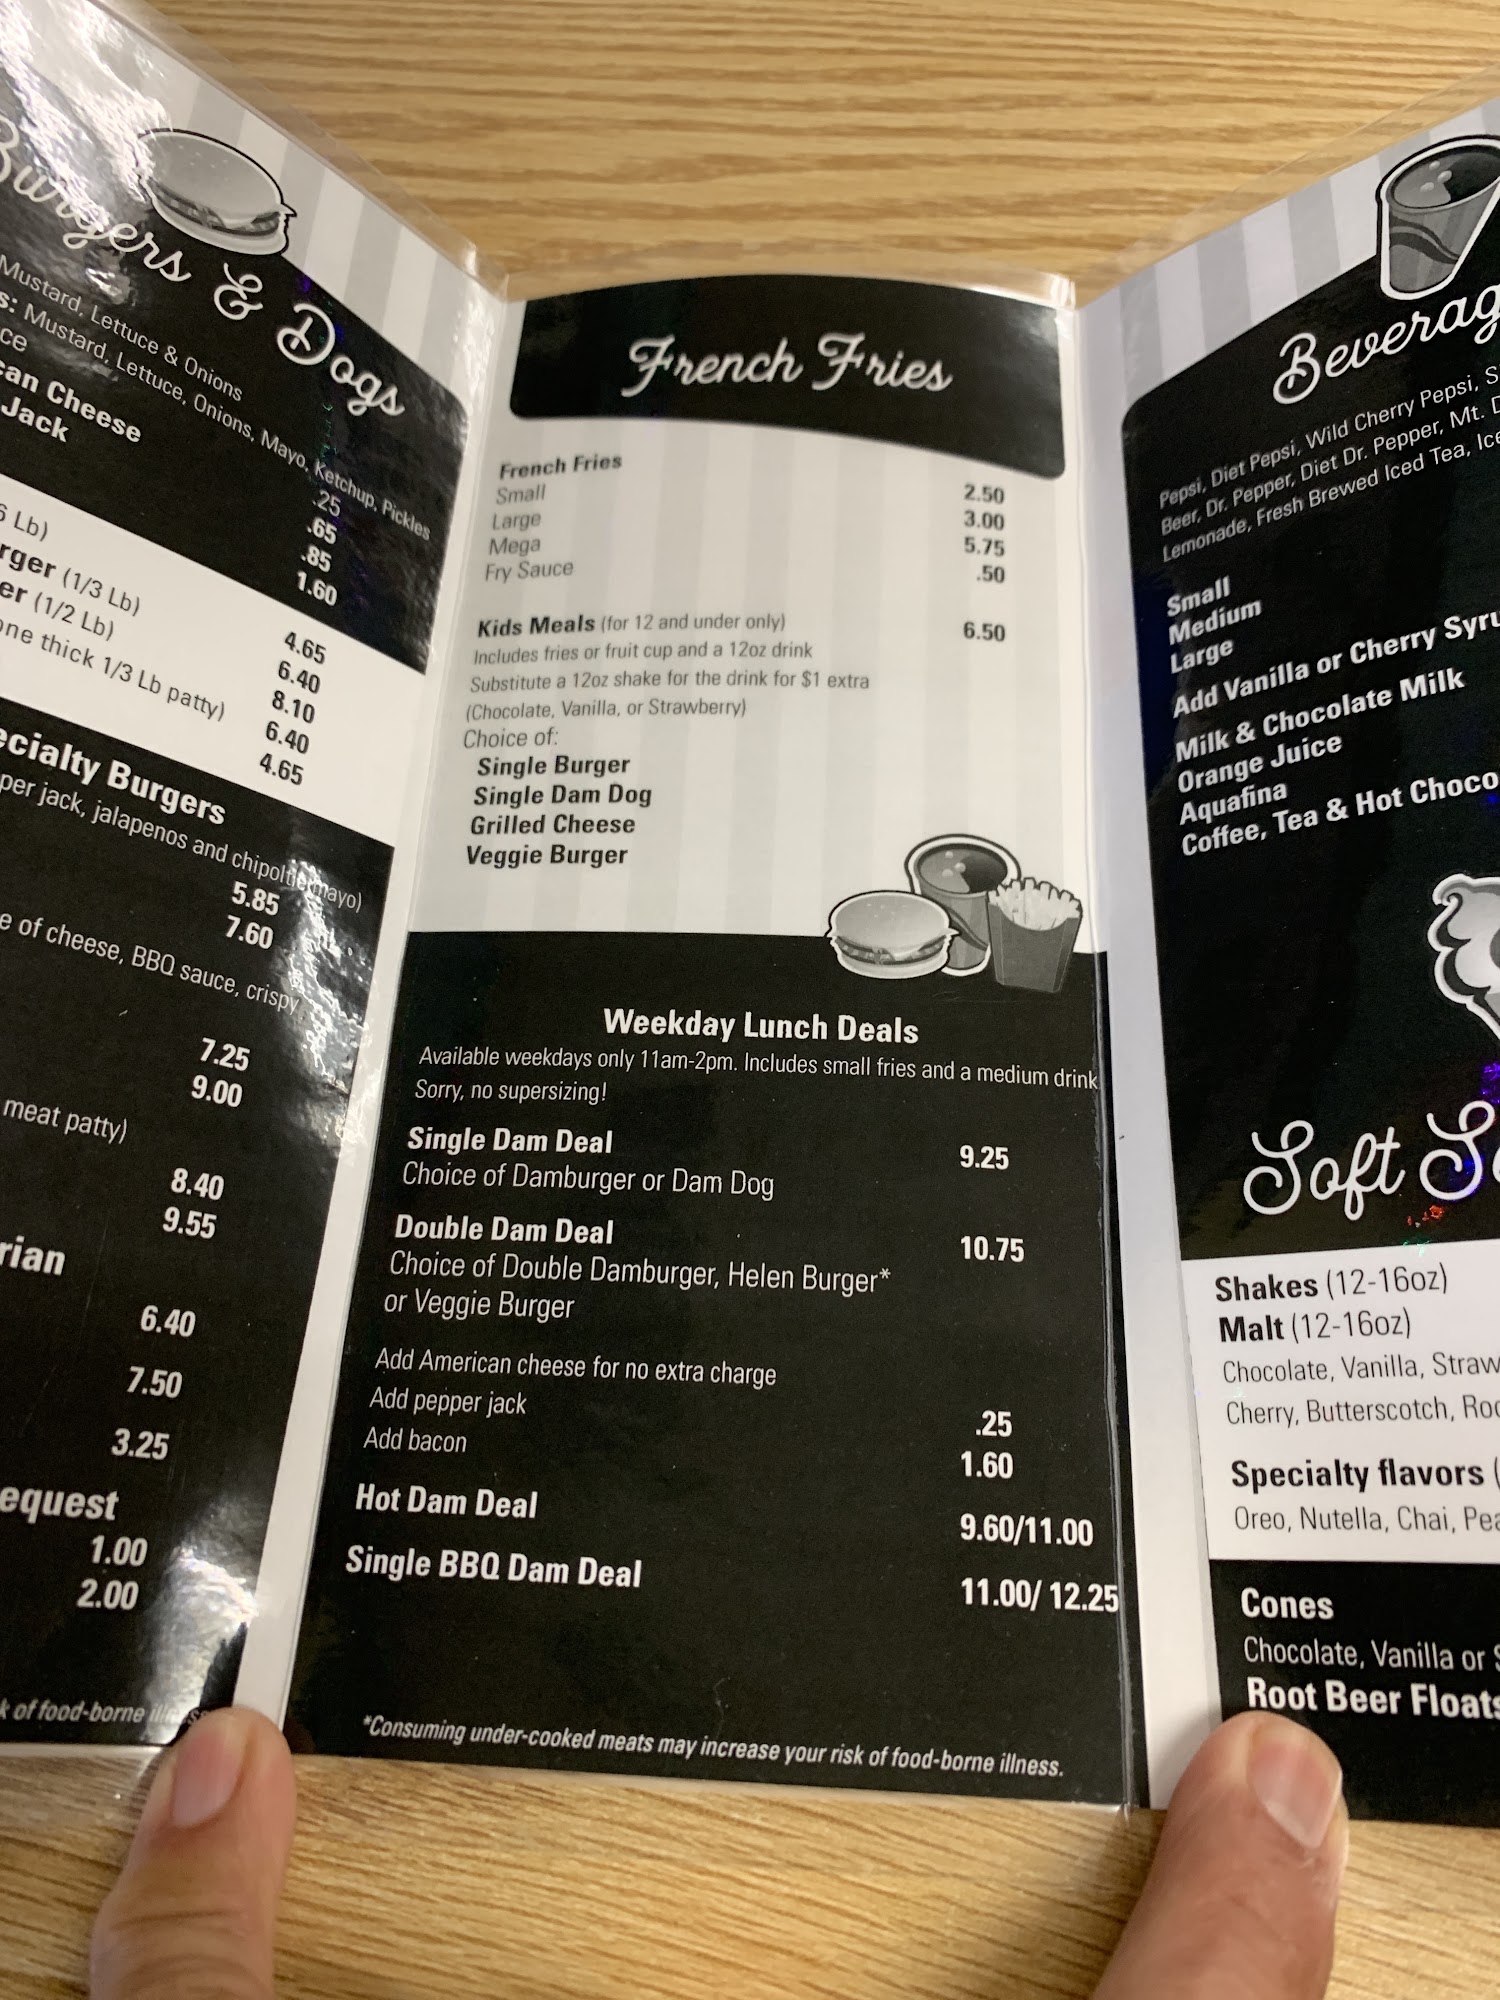 Burgers & Dogs
Mustard, Lettuce & Onions
s: Mustard, Lettuce, Onions, Mayo, Ketchup, Pickles
ce .25
can Cheese .65
Jack .85
1.60
6 Lb) 4.65
rger (1/3 Lb) 6.40
er (1/2 Lb) 8.10
one thick 1/3 Lb patty) 6.40
4.65
ecialty Burgers
per jack, jalapenos and chipoltie mayo)
5.85
7.60
e of cheese, BBQ sauce, crispy
7.25
9.00
meat patty)
8.40
9.55
rian
6.40
7.50
3.25
equest
1.00
2.00
k of food-borne
French Fries
French Fries
Small 2.50
Large 3.00
Mega 5.75
Fry Sauce .50
Kids Meals (for 12 and under only) 6.50
Includes fries or fruit cup and a 12oz drink
Substitute a 12oz shake for the drink for $1 extra
(Chocolate, Vanilla, or Strawberry)
Choice of:
Single Burger
Single Dam Dog
Grilled Cheese
Veggie Burger
Weekday Lunch Deals
Available weekdays only 11am-2pm. Includes small fries and a medium drink
Sorry, no supersizing!
Single Dam Deal 9.25
Choice of Damburger or Dam Dog
Double Dam Deal 10.75
Choice of Double Damburger, Helen Burger*
or Veggie Burger
Add American cheese for no extra charge
Add pepper jack .25
Add bacon 1.60
Hot Dam Deal 9.60/11.00
Single BBQ Dam Deal 11.00/ 12.25
*Consuming under-cooked meats may increase your risk of food-borne illness.
Beverag
Pepsi, Diet Pepsi, Wild Cherry Pepsi, S
Beer, Dr. Pepper, Diet Dr. Pepper, Mt. D
Lemonade, Fresh Brewed Iced Tea, Ice
Small
Medium
Large
Add Vanilla or Cherry Syru
Milk & Chocolate Milk
Orange Juice
Aquafina
Coffee, Tea & Hot Choco
Soft S
Shakes (12-16oz)
Malt (12-16oz)
Chocolate, Vanilla, Straw
Cherry, Butterscotch, Roo
Specialty flavors (
Oreo, Nutella, Chai, Pea
Cones
Chocolate, Vanilla or S
Root Beer Floats